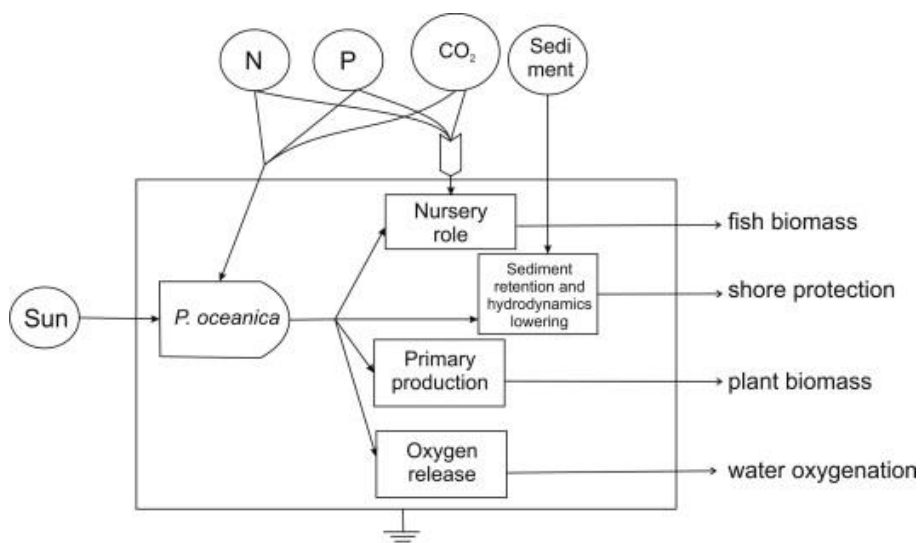 N
P
CO₂
Sedi
ment
Nursery
role
fish biomass
Sediment
retention and
hydrodynamics
lowering
shore protection
Sun
P. oceanica
Primary
production
plant biomass
Oxygen
release
water oxygenation